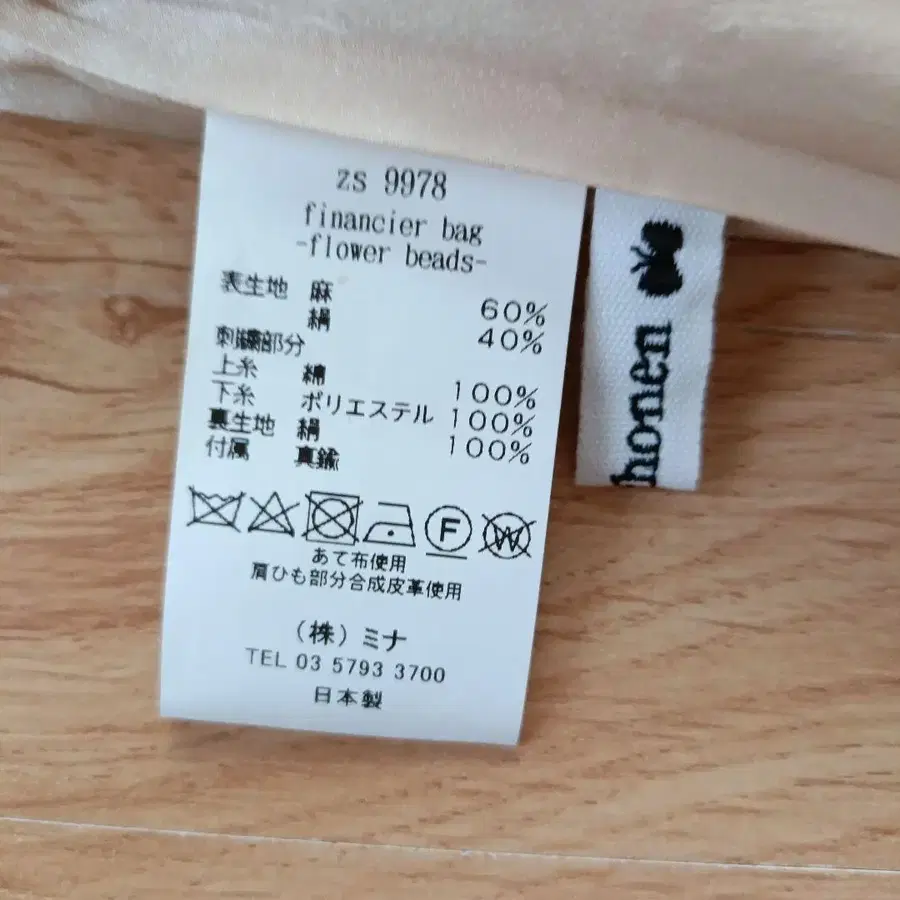 zs 9978
financier bag
-flower beads-
表生地 麻 60%
絹 40%
刺繍部分
上糸 綿 100%
下糸 ポリエステル 100%
裏生地 絹 100%
付属 真鍮
F
W
あて布使用
肩ひも部分合成皮革使用
（株）ミナ
TEL 03 5793 3700
日本製
honen